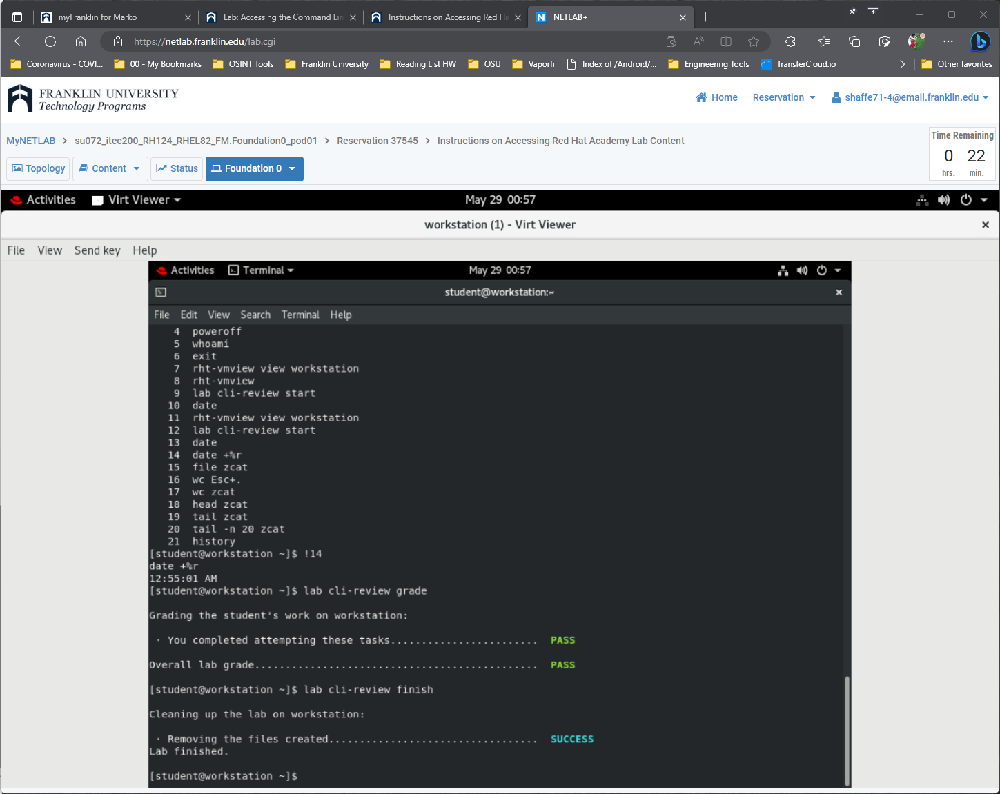 myFranklin for Marko
Lab: Accessing the Command Lin
Instructions on Accessing Red Ha
NETLAB+
https://netlab.franklin.edu/lab.cgi
Coronavirus - COVI...
00 - My Bookmarks
OSINT Tools
Franklin University
Reading List HW
OSU
Vaporfi
Index of /Android/...
Engineering Tools
TransferCloud.io
Other favorites
FRANKLIN UNIVERSITY
Technology Programs
Home
Reservation
shaffe71-4@email.franklin.edu
MyNETLAB > su072_itec200_RH124_RHEL82_FM.Foundation0_pod01 > Reservation 37545 > Instructions on Accessing Red Hat Academy Lab Content
Time Remaining
0 22
hrs. min.
Topology
Content
Status
Foundation 0
Activities
Virt Viewer
May 29 00:57
workstation (1) - Virt Viewer
File View Send key Help
Activities
Terminal
May 29 00:57
student@workstation:~
File Edit View Search Terminal Help
4 poweroff
5 whoami
6 exit
7 rht-vmview view workstation
8 rht-vmview
9 lab cli-review start
10 date
11 rht-vmview view workstation
12 lab cli-review start
13 date
14 date +%r
15 file zcat
16 wc Esc+.
17 wc zcat
18 head zcat
19 tail zcat
20 tail -n 20 zcat
21 history
[student@workstation ~]$ !14
date +%r
12:55:01 AM
[student@workstation ~]$ lab cli-review grade
Grading the student's work on workstation:
· You completed attempting these tasks........................ PASS
Overall lab grade.............................................. PASS
[student@workstation ~]$ lab cli-review finish
Cleaning up the lab on workstation:
· Removing the files created.................................. SUCCESS
Lab finished.
[student@workstation ~]$